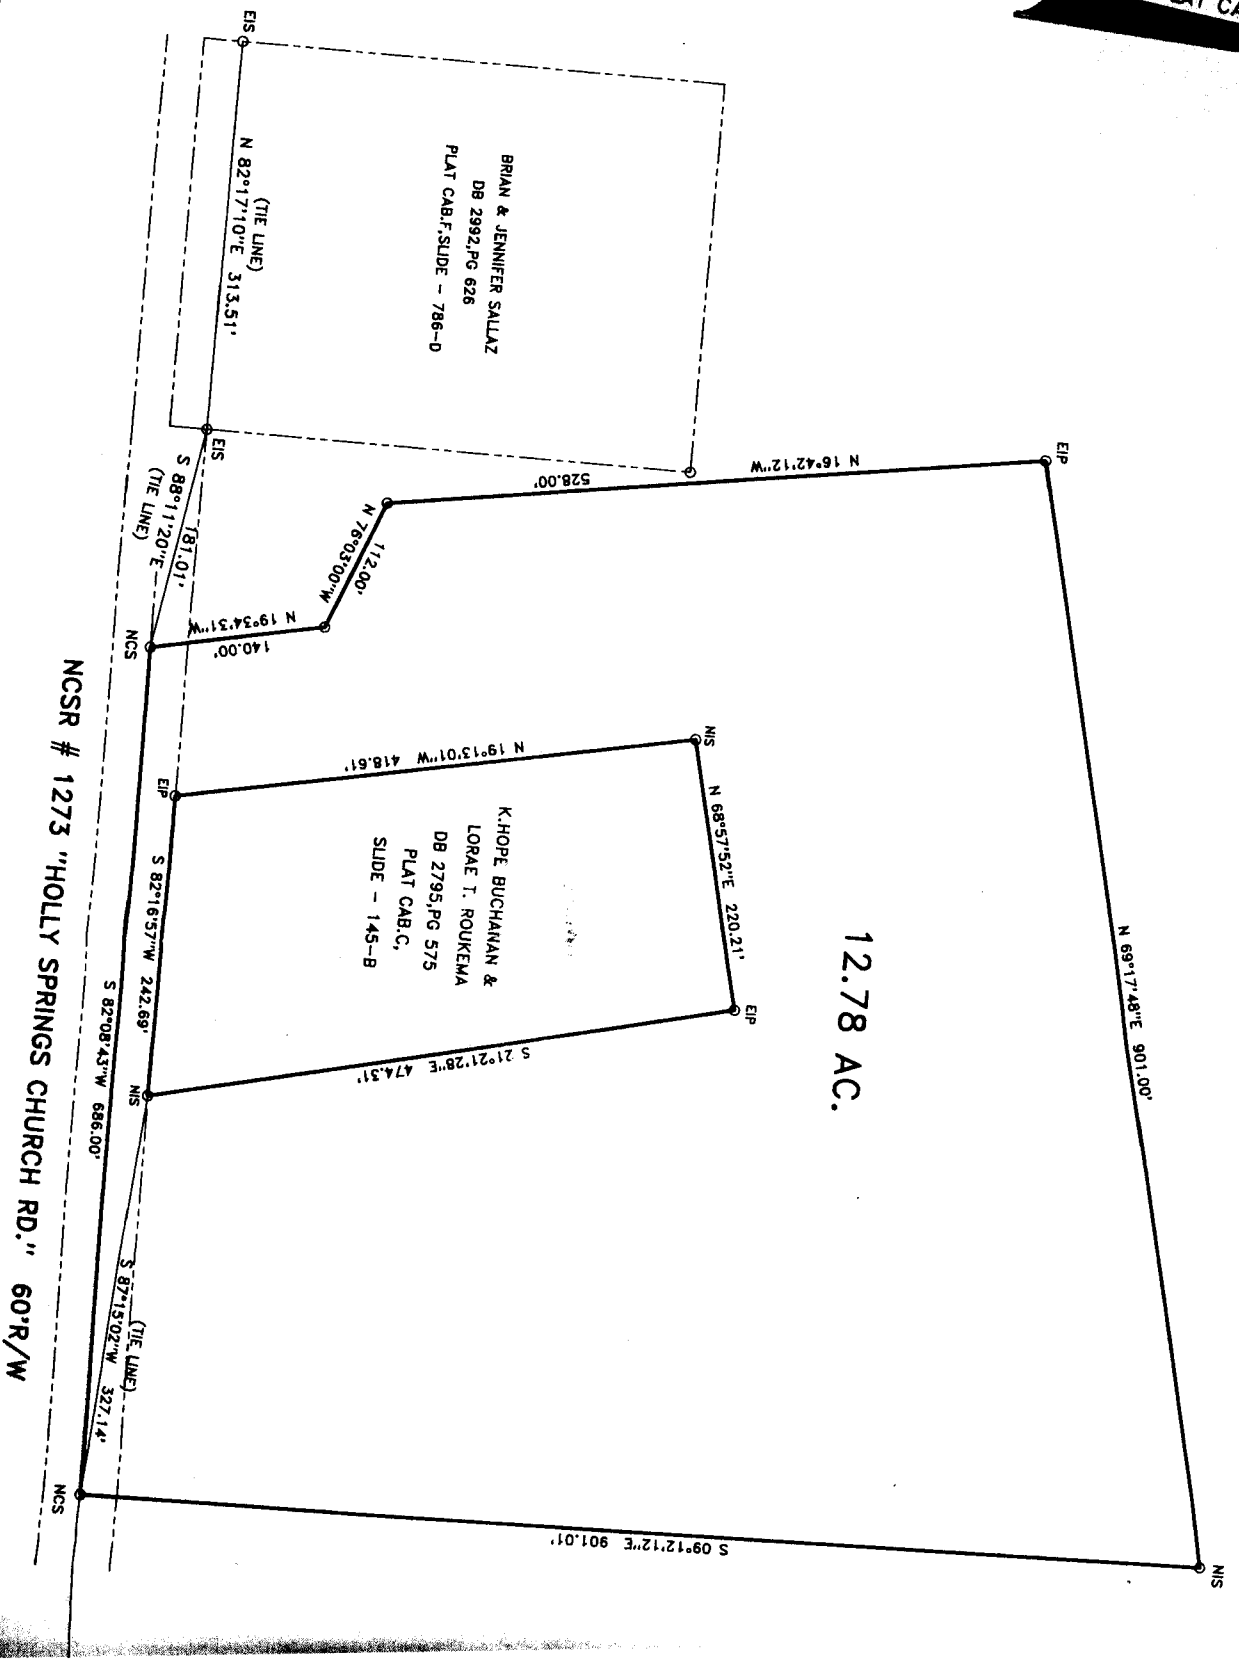 EIS
(TIE LINE)
N 82°17'10"E 313.51'
BRIAN & JENNIFER SALLAZ
DB 2992,PG 626
PLAT CAB.F,SLIDE - 786-D
EIS
181.01'
S 88°11'20"E
(TIE LINE)
EIP
N 16°42'12"W
528.00'
112.00'
N 76°03'00"W
N 19°34'31"W
140.00'
NCS
NIS
N 19°13'01"W 418.61'
EIP
N 68°57'52"E 220.21'
K.HOPE BUCHANAN &
LORAE T. ROUKEMA
DB 2795,PG 575
PLAT CAB.C,
SLIDE - 145-B
S 82°16'57"W 242.69'
EIP
S 21°21'28"E 474.31'
NIS
12.78 AC.
N 69°17'48"E 901.00'
S 82°08'43"W 686.00'
(TIE LINE)
S 87°15'02"W 327.14'
NCS
S 09°12'12"E 901.01'
NIS
NCSR # 1273 "HOLLY SPRINGS CHURCH RD." 60'R/W